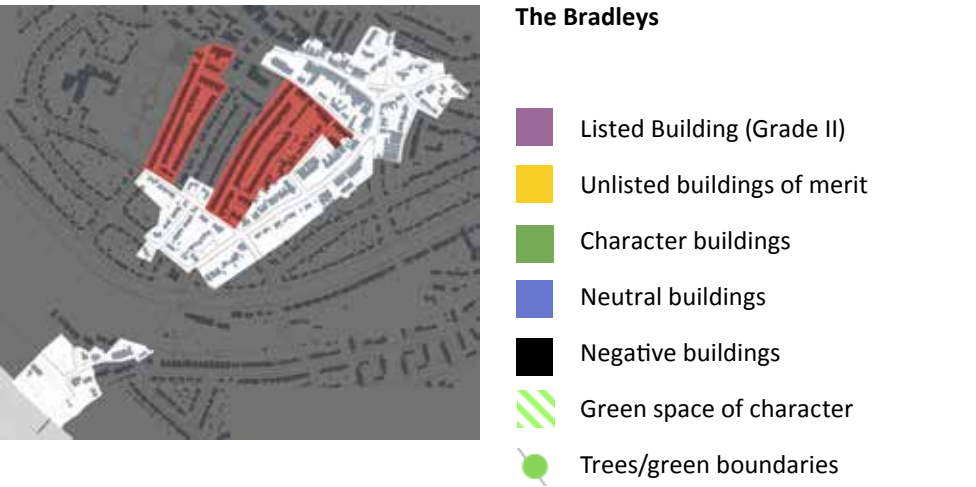 The Bradleys
Listed Building (Grade II)
Unlisted buildings of merit
Character buildings
Neutral buildings
Negative buildings
Green space of character
Trees/green boundaries